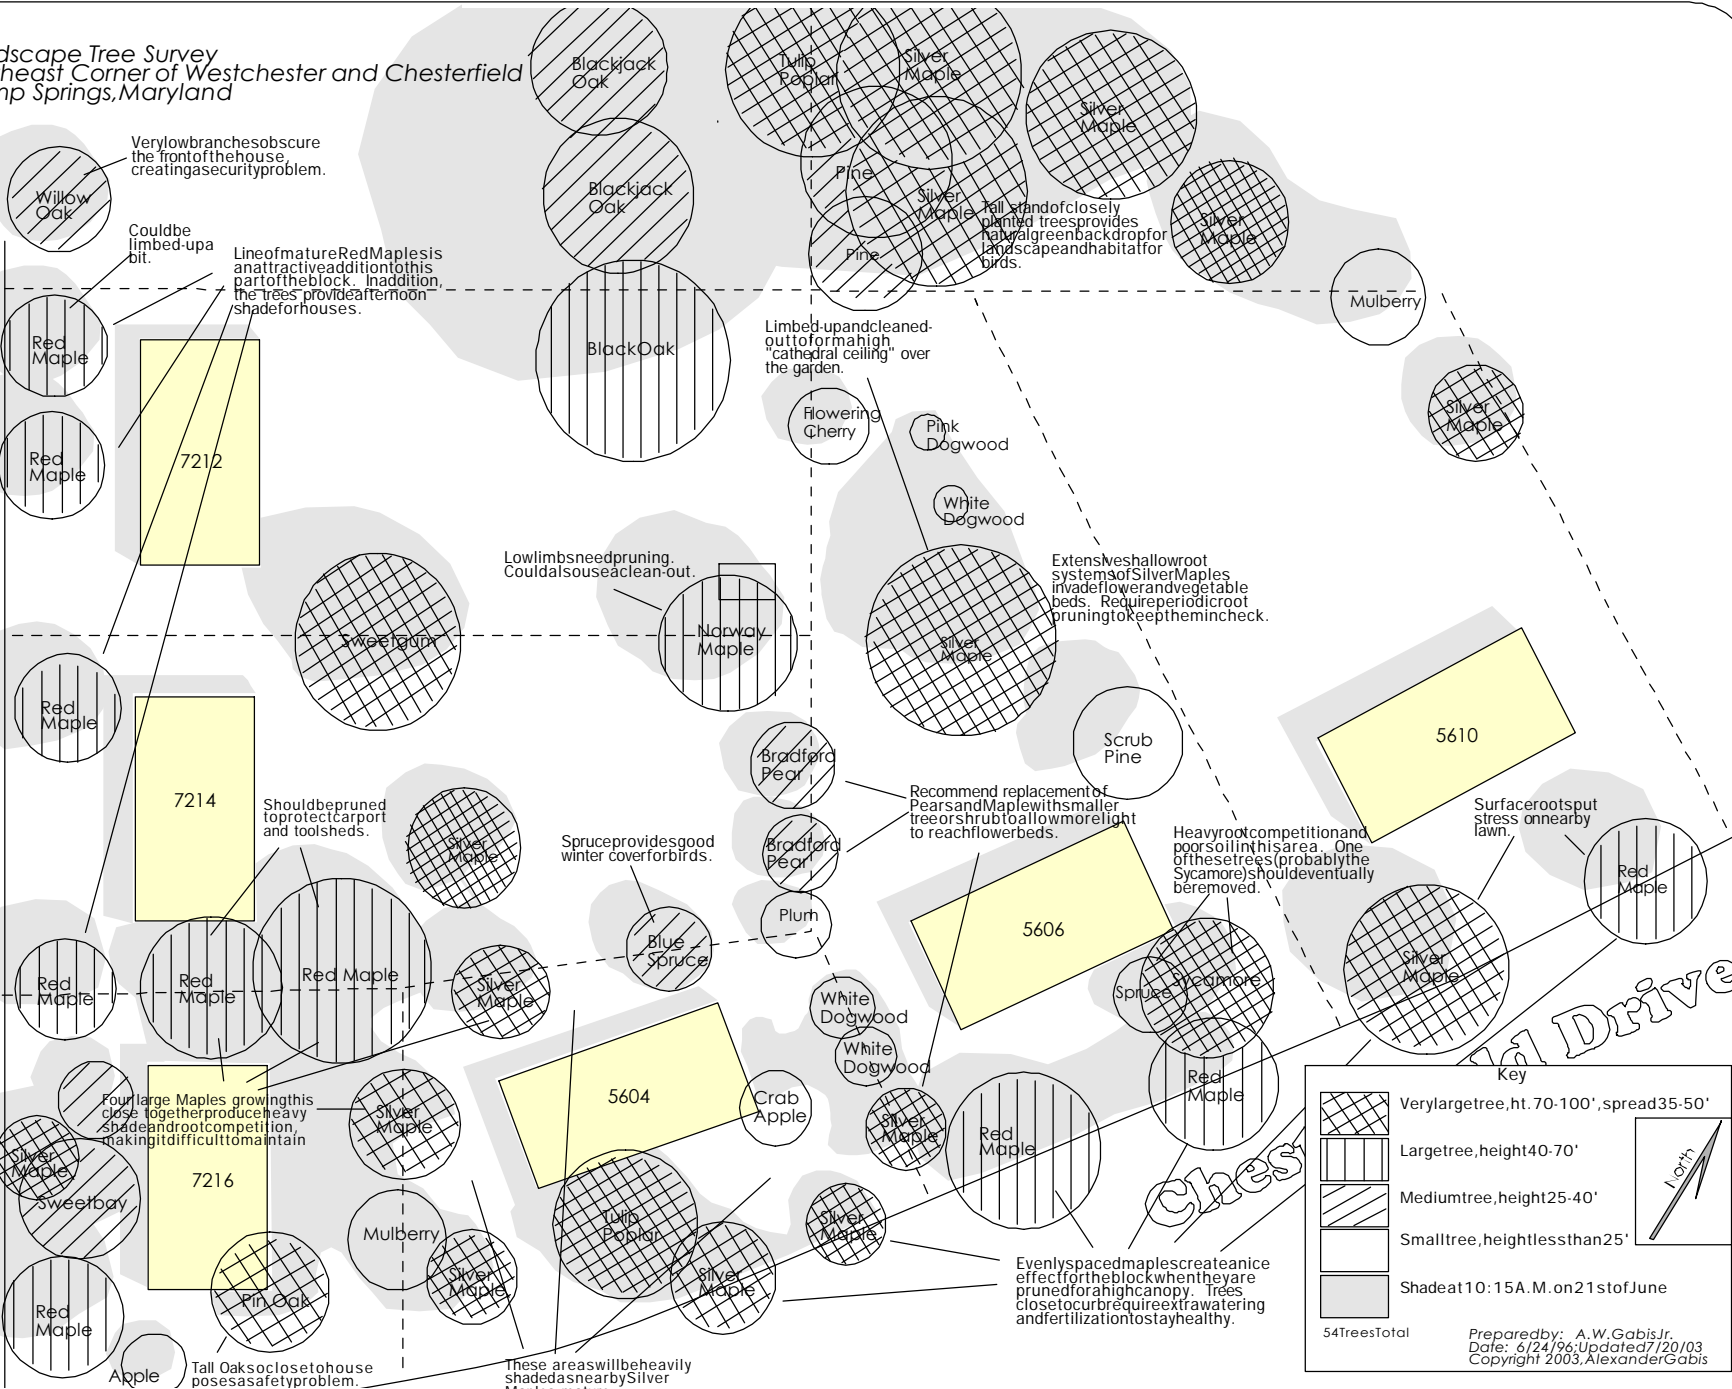 dscape Tree Survey
heast Corner of Westchester and Chesterfield
mp Springs,Maryland
Blackjack
Oak
Tulip
Poplar
Silver
Maple
Silver
Maple
Verylowbranchesobscure
the frontofthehouse,
creatingasecurityproblem.
Willow
Oak
Blackjack
Oak
Pine
Silver
Maple
Tall standofclosely
planted treesprovides
naturalgreenbackdropfor
landscapeandhabitatfor
birds.
Silver
Maple
Couldbe
limbed-upa
bit.
LineofmatureRedMaplesis
anattractiveadditiontothis
partoftheblock. Inaddition,
the trees provideafternoon
shadeforhouses.
Pine
Mulberry
Red
Maple
BlackOak
Limbed-upandcleaned-
outtoformahigh
"cathedral ceiling" over
the garden.
Flowering
Cherry
Pink
Dogwood
Silver
Maple
Red
Maple
7212
White
Dogwood
Lowlimbsneedpruning.
Couldalsouseaclean-out.
Extensiveshallowroot
systemsofSilverMaples
invadeflowerandvegetable
beds. Requireperiodicroot
pruningtokeepthemincheck.
Sweetgum
Norway
Maple
Silver
Maple
Red
Maple
Scrub
Pine
5610
Bradford
Pear
7214
Shouldbepruned
toprotectcarport
and toolsheds.
Recommend replacementof
PearsandMaplewithsmaller
treeorshrubtoallowmorelight
to reachflowerbeds.
Surfacerootsput
stress onnearby
lawn.
Silver
Maple
Spruceprovidesgood
winter coverforbirds.
Bradford
Pear
Heavyrootcompetitionand
poorsoilinthisarea. One
ofthesetrees(probablythe
Sycamore)shouldeventually
beremoved.
Red
Maple
Plum
5606
Blue
Spruce
Red
Maple
Red
Maple
Red Maple
Silver
Maple
White
Dogwood
Spruce
Sycamore
Silver
Maple
White
Dogwood
ld Drive
Fourlarge Maples growingthis
close togetherproduceheavy
shadeandrootcompetition,
makingitdifficulttomaintain
Silver
Maple
5604
Crab
Apple
Silver
Maple
Red
Maple
Red
Maple
Silver
Maple
7216
Sweetbay
Ches
Mulberry
Tulip
Poplar
Silver
Maple
Silver
Maple
Silver
Maple
Pin Oak
Red
Maple
Evenlyspacedmaplescreateanice
effectfortheblockwhentheyare
prunedforahighcanopy. Trees
closetocurbrequireextrawatering
andfertilizationtostayhealthy.
Apple
Tall Oaksoclosetohouse
posesasafetyproblem.
These areaswillbeheavily
shadedasnearbySilver
Key
Verylargetree,ht.70-100',spread35-50'
Largetree,height40-70'
North
Mediumtree,height25-40'
Smalltree,heightlessthan25'
Shadeat10:15A.M.on21stofJune
54TreesTotal
Preparedby: A.W.GabisJr.
Date: 6/24/96;Updated7/20/03
Copyright 2003,AlexanderGabis